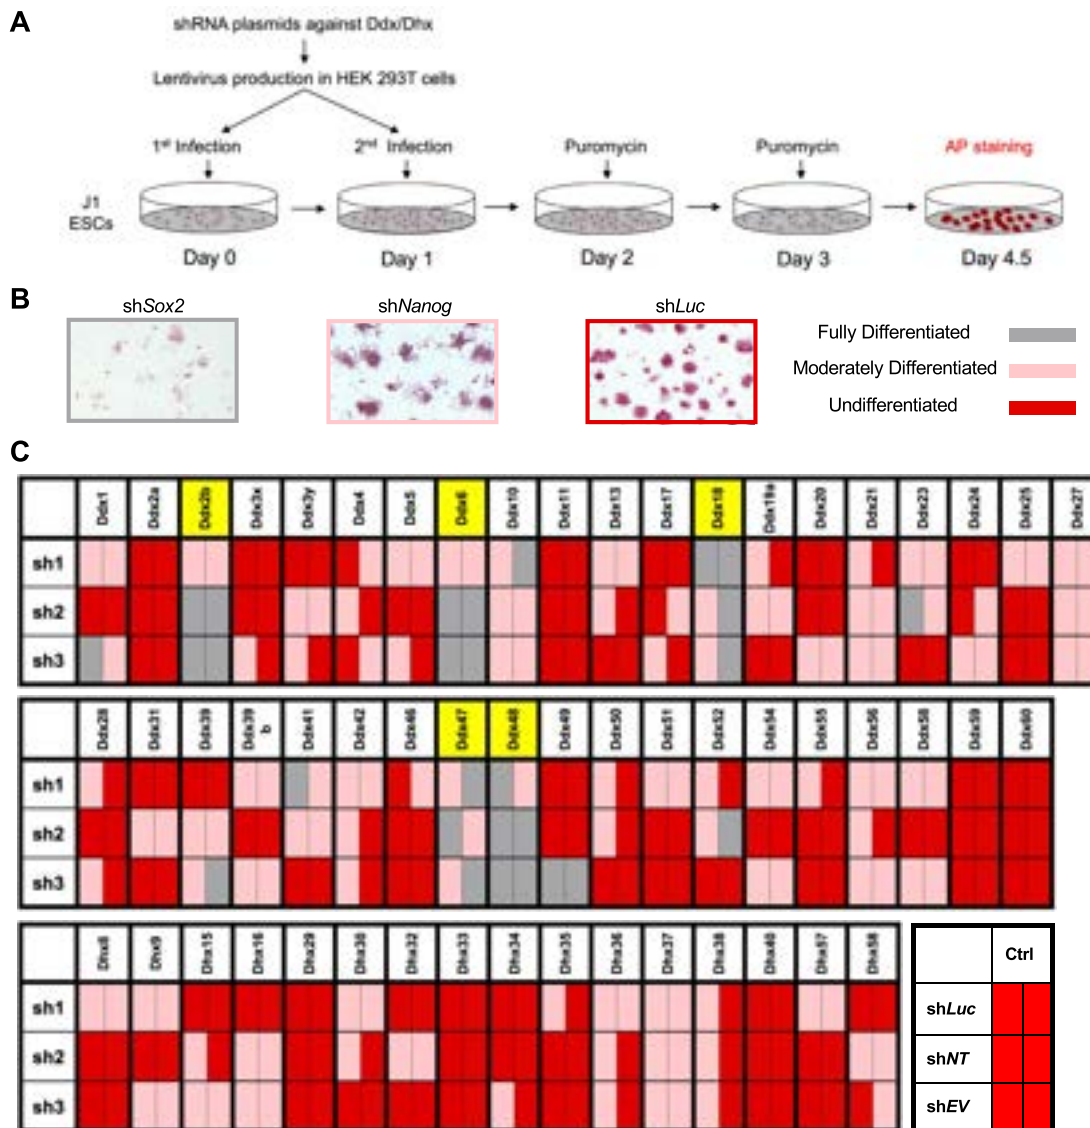 A
shRNA plasmids against Ddx/Dhx
Lentivirus production in HEK 293T cells
1st Infection 2nd Infection Puromycin Puromycin AP staining
J1
ESCs
Day 0 Day 1 Day 2 Day 3 Day 4.5
B
shSox2 shNanog shLuc
Fully Differentiated
Moderately Differentiated
Undifferentiated
C
Ddx1 Ddx2a Ddx2b Ddx3x Ddx3y Ddx4 Ddx5 Ddx6 Ddx10 Ddx11 Ddx13 Ddx17 Ddx18 Ddx19a Ddx20 Ddx21 Ddx23 Ddx24 Ddx25 Ddx27
sh1
sh2
sh3
Ddx28 Ddx31 Ddx39 Ddx39b Ddx41 Ddx42 Ddx46 Ddx47 Ddx48 Ddx49 Ddx50 Ddx51 Ddx52 Ddx54 Ddx55 Ddx56 Ddx58 Ddx59 Ddx60
sh1
sh2
sh3
Dhx8 Dhx9 Dhx15 Dhx16 Dhx29 Dhx30 Dhx32 Dhx33 Dhx34 Dhx35 Dhx36 Dhx37 Dhx38 Dhx40 Dhx57 Dhx58
sh1
sh2
sh3
Ctrl
shLuc
shNT
shEV